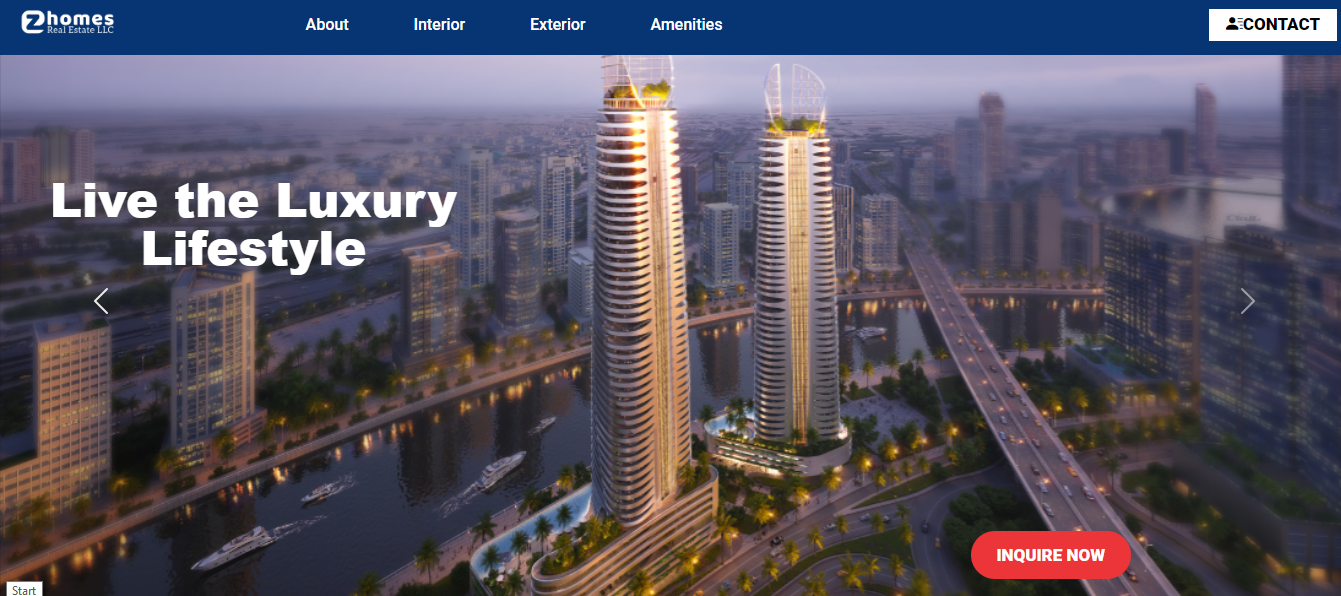 Zhomes
Real Estate LLC
About
Interior
Exterior
Amenities
CONTACT
Live the Luxury
Lifestyle
INQUIRE NOW
Start